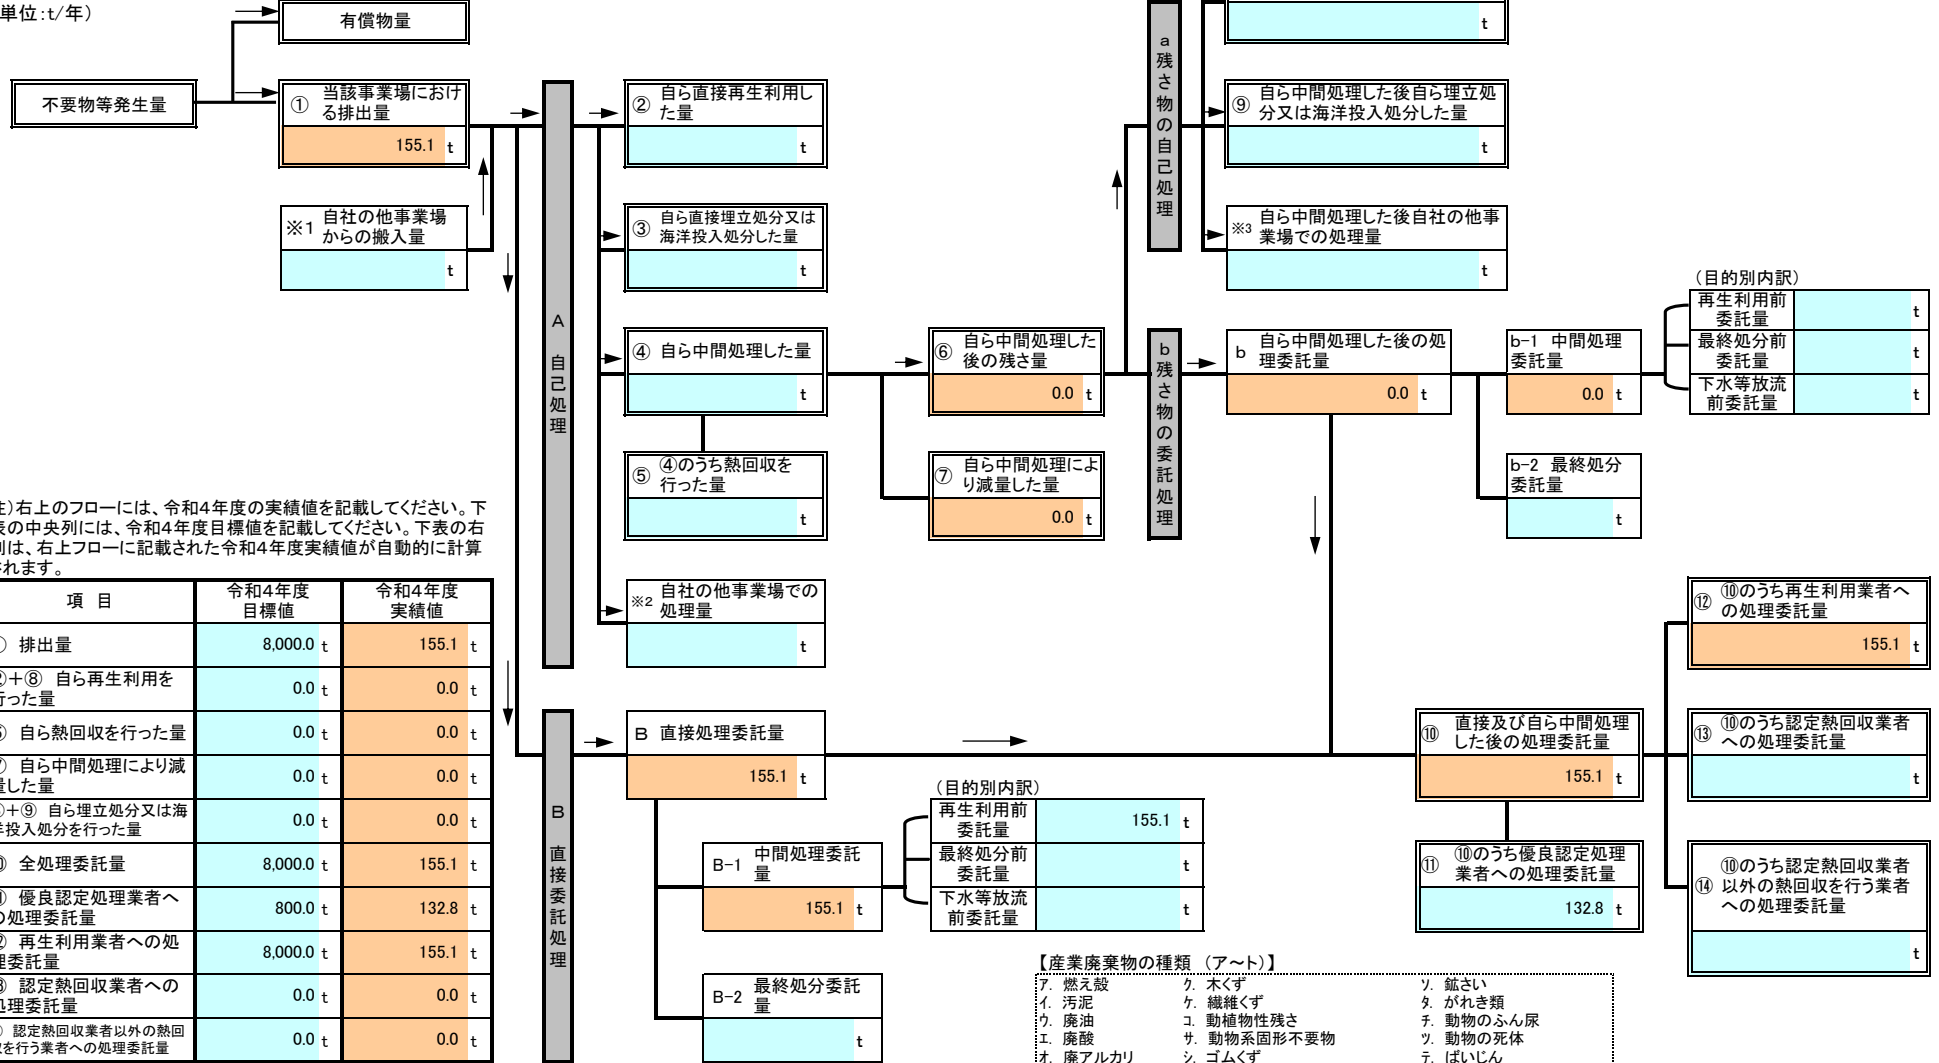 単位:t/年)
有償物量
不要物等発生量
① 当該事業場におけ
る排出量
155.1 t
※1 自社の他事業場
からの搬入量
t
A 自己処理
② 自ら直接再生利用し
た量
t
③ 自ら直接埋立処分又は
海洋投入処分した量
t
④ 自ら中間処理した量
t
⑤ ④のうち熱回収を
行った量
t
※2 自社の他事業場での
処理量
t
⑥ 自ら中間処理した
後の残さ量
0.0 t
⑦ 自ら中間処理によ
り減量した量
0.0 t
a 残さ物の自己処理
t
⑨ 自ら中間処理した後自ら埋立処
分又は海洋投入処分した量
t
※3 自ら中間処理した後自社の他事
業場での処理量
t
b 残さ物の委託処理
b 自ら中間処理した後の処
理委託量
0.0 t
b-1 中間処理
委託量
0.0 t
b-2 最終処分
委託量
t
(目的別内訳)
再生利用前
委託量
t
最終処分前
委託量
t
下水等放流
前委託量
t
注)右上のフローには、令和4年度の実績値を記載してください。下
表の中央列には、令和4年度目標値を記載してください。下表の右
列は、右上フローに記載された令和4年度実績値が自動的に計算
されます。
項 目 令和4年度 令和4年度
目標値 実績値
排出量 8,000.0 t 155.1 t
②+⑧ 自ら再生利用を
行った量 0.0 t 0.0 t
自ら熱回収を行った量 0.0 t 0.0 t
⑦ 自ら中間処理により減
量した量 0.0 t 0.0 t
+⑨ 自ら埋立処分又は海
洋投入処分を行った量 0.0 t 0.0 t
全処理委託量 8,000.0 t 155.1 t
優良認定処理業者へ
の処理委託量 800.0 t 132.8 t
再生利用業者への処
理委託量 8,000.0 t 155.1 t
認定熱回収業者への
処理委託量 0.0 t 0.0 t
認定熱回収業者以外の熱回
収を行う業者への処理委託量 0.0 t 0.0 t
B 直接委託処理
B 直接処理委託量
155.1 t
B-1 中間処理委託
量
155.1 t
B-2 最終処分委託
量
t
(目的別内訳)
再生利用前
委託量
155.1 t
最終処分前
委託量
t
下水等放流
前委託量
t
⑩ 直接及び自ら中間処理
した後の処理委託量
155.1 t
⑪ ⑩のうち優良認定処理
業者への処理委託量
132.8 t
⑫ ⑩のうち再生利用業者へ
の処理委託量
155.1 t
⑬ ⑩のうち認定熱回収業者
への処理委託量
t
⑭ ⑩のうち認定熱回収業者
以外の熱回収を行う業者
への処理委託量
t
【産業廃棄物の種類 (ア~ト)】
ア. 燃え殻 ク. 木くず ソ. 鉱さい
イ. 汚泥 ケ. 繊維くず タ. がれき類
ウ. 廃油 コ. 動植物性残さ チ. 動物のふん尿
エ. 廃酸 サ. 動物系固形不要物 ツ. 動物の死体
オ. 廃アルカリ シ. ゴムくず テ. ばいじん